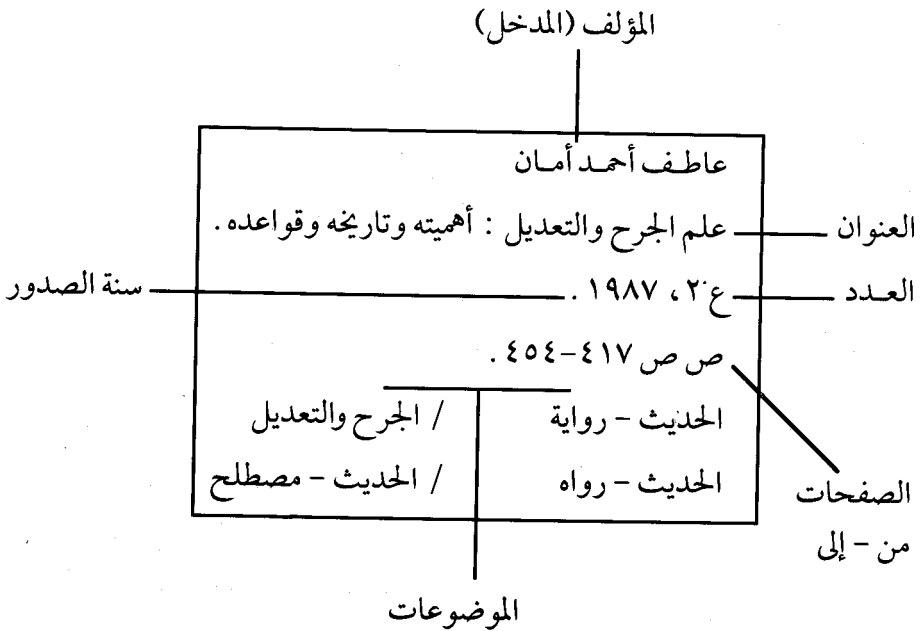 المؤلف (المدخل)
عاطف أحمد أمان
العنوان علم الجرح والتعديل : أهميته وتاريخه وقواعده .
العدد ع٢ ، ١٩٨٧ . سنة الصدور
ص ص ٤١٧-٤٥٤ .
الحديث - رواية / الجرح والتعديل
الحديث - رواه / الحديث - مصطلح
الصفحات
من - إلى
الموضوعات